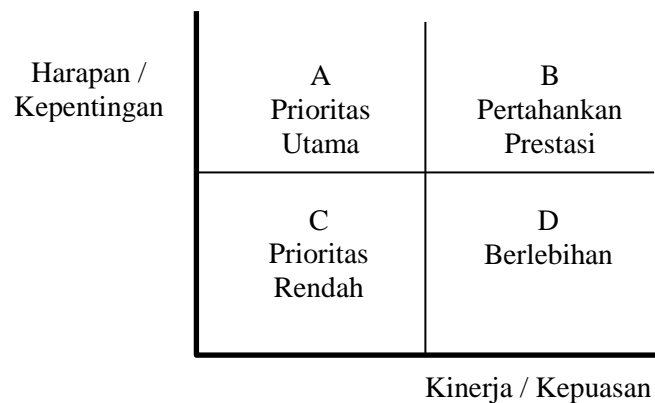 Harapan /
Kepentingan
A
Prioritas
Utama
B
Pertahankan
Prestasi
C
Prioritas
Rendah
D
Berlebihan
Kinerja / Kepuasan